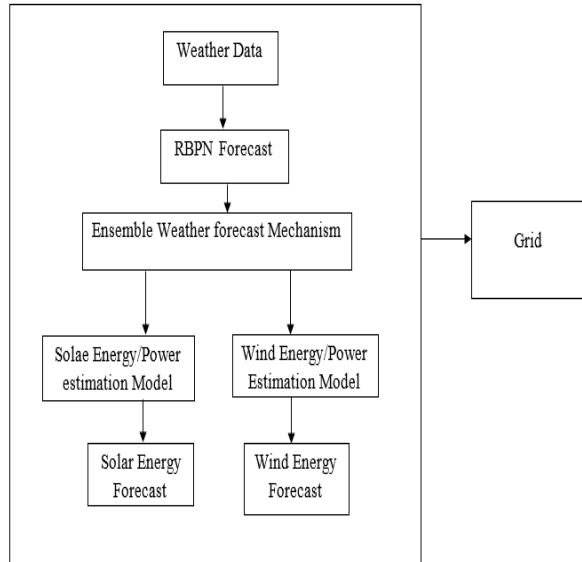 Weather Data
RBPN Forecast
Ensemble Weather forecast Mechanism
Grid
Solae Energy/Power
estimation Model
Wind Energy/Power
Estimation Model
Solar Energy
Forecast
Wind Energy
Forecast